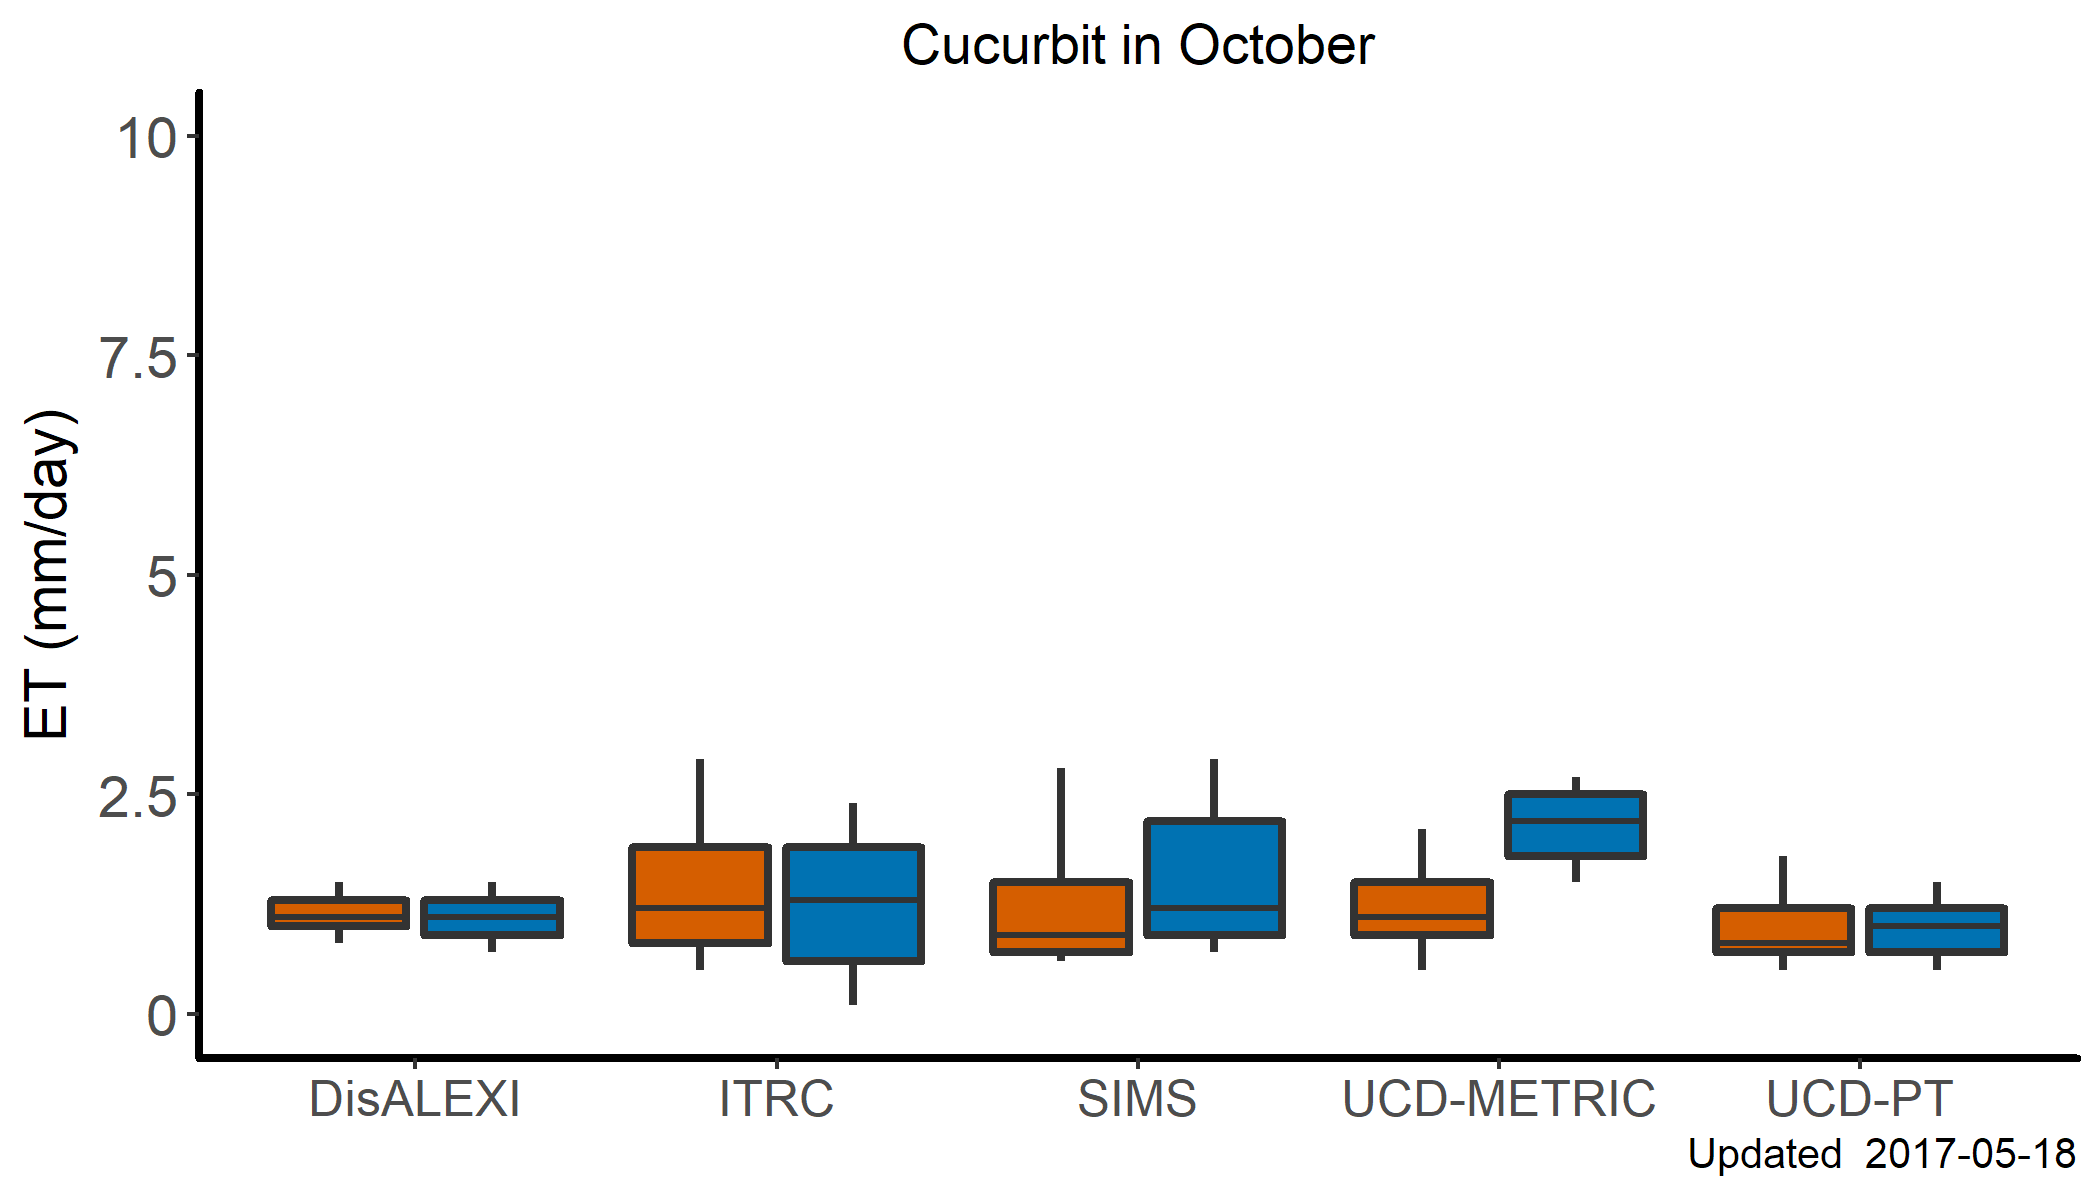 Cucurbit in October
ET (mm/day)
10
7.5
5
2.5
0
DisALEXI ITRC SIMS UCD-METRIC UCD-PT
Updated  2017-05-18